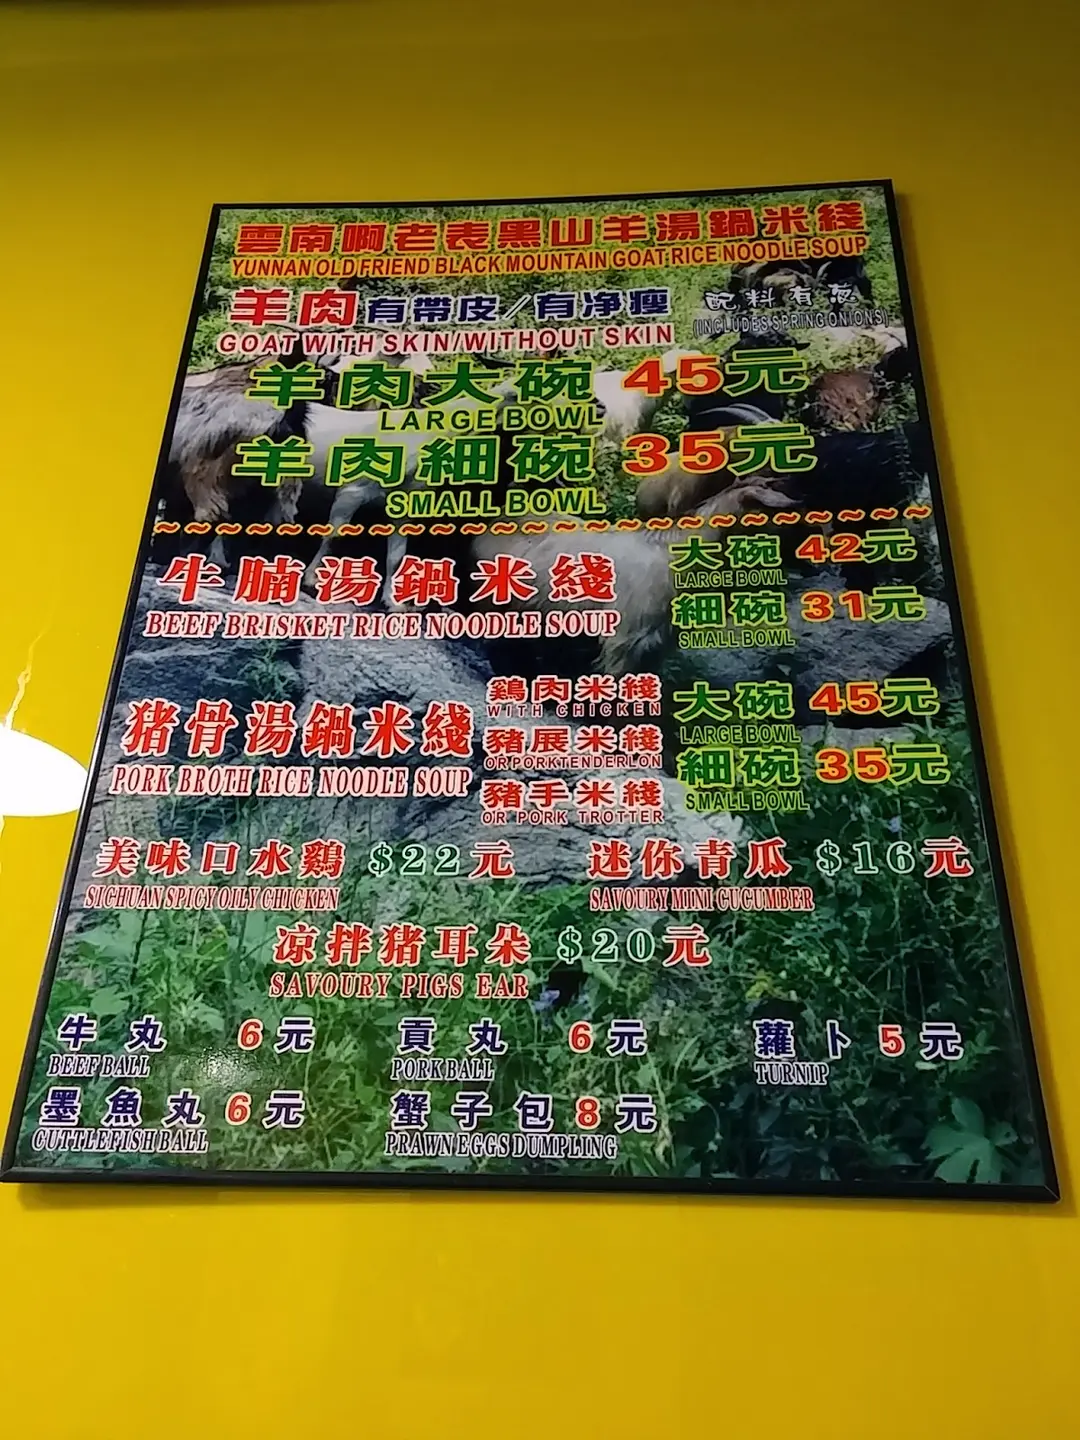 雲南啊老表黑山羊湯鍋米綫
YUNNAN OLD FRIEND BLACK MOUNTAIN GOAT RICE NOODLE SOUP
羊肉有帶皮/有净瘦 配料有葱
GOAT WITH SKIN/WITHOUT SKIN (INCLUDES SPRING ONIONS)
羊肉大碗 45元
LARGE BOWL
羊肉細碗 35元
SMALL BOWL
牛腩湯鍋米綫 大碗 42元
LARGE BOWL
BEEF BRISKET RICE NOODLE SOUP 細碗 31元
SMALL BOWL
猪骨湯鍋米綫 鷄肉米綫 大碗 45元
WITH CHICKEN LARGE BOWL
豬展米綫 細碗 35元
PORK BROTH RICE NOODLE SOUP OR PORKTENDERLON SMALL BOWL
豬手米綫
OR PORK TROTTER
美味口水鷄 $22元 迷你青瓜 $16元
SICHUAN SPICY OILY CHICKEN SAVOURY MINI CUCUMBER
凉拌猪耳朵 $20元
SAVOURY PIGS EAR
牛丸 6元 貢丸 6元 蘿卜 5元
BEEF BALL PORK BALL TURNIP
墨魚丸 6元 蟹子包 8元
CUTTLEFISH BALL PRAWN EGGS DUMPLING